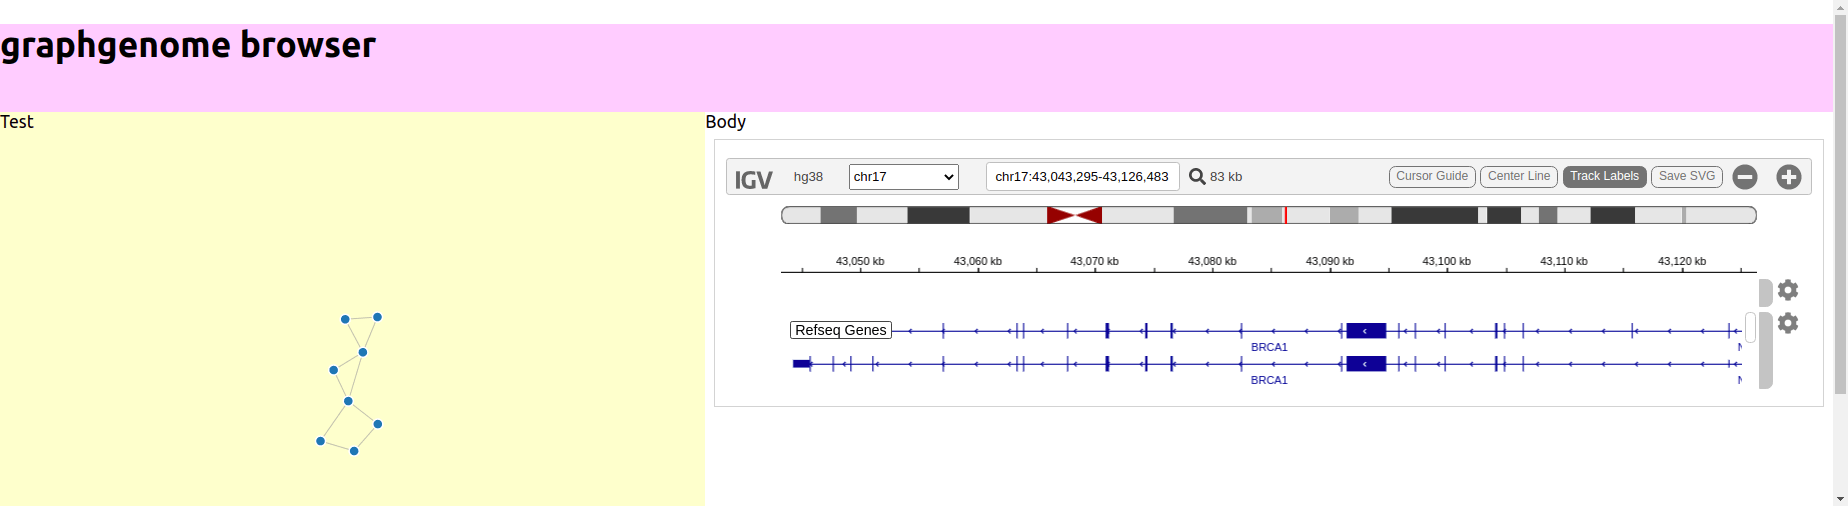 graphgenome browser
Test
Body
IGV hg38 chr17 chr17:43,043,295-43,126,483 83 kb Cursor Guide Center Line Track Labels Save SVG
43,050 kb 43,060 kb 43,070 kb 43,080 kb 43,090 kb 43,100 kb 43,110 kb 43,120 kb
Refseq Genes
BRCA1
BRCA1